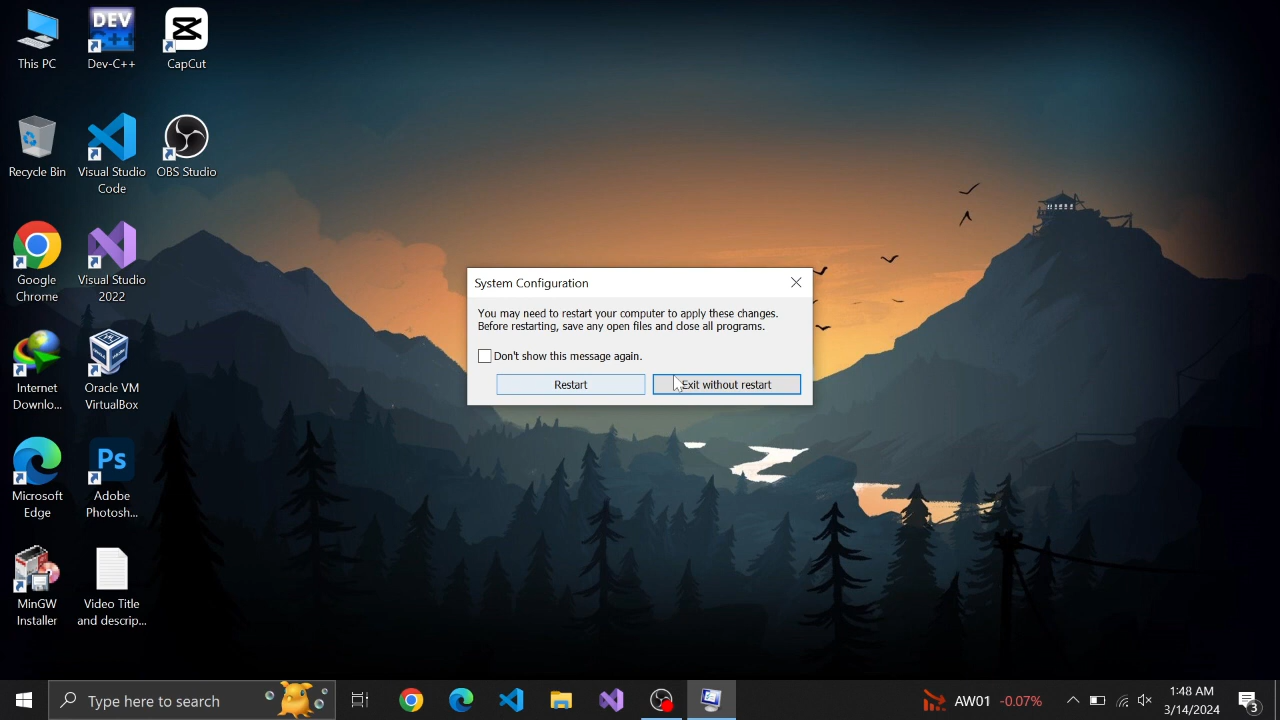 This PC
Dev-C++
CapCut
Recycle Bin
Visual Studio
Code
OBS Studio
Google
Chrome
Visual Studio
2022
Internet
Downlo...
Oracle VM
VirtualBox
Microsoft
Edge
Adobe
Photosh...
MinGW
Installer
Video Title
and descrip...
DEV
C++
Ps
System Configuration
You may need to restart your computer to apply these changes.
Before restarting, save any open files and close all programs.
Don't show this message again.
Restart
Exit without restart
Type here to search
AW01 -0.07%
:48 AM
3/14/2024
3